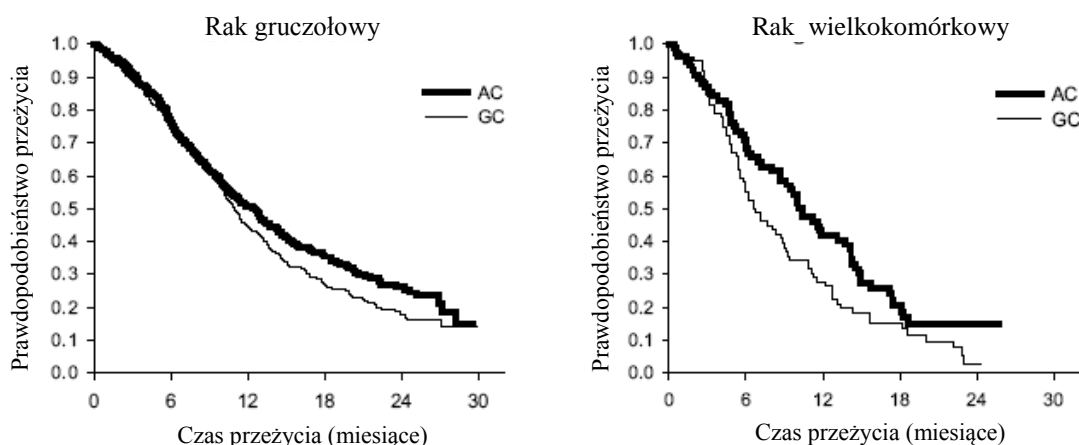 Rak gruczołowy
Prawdopodobieństwo przeżycia
1.0
0.9
0.8
0.7
0.6
0.5
0.4
0.3
0.2
0.1
0.0
0 6 12 18 24 30
Czas przeżycia (miesiące)
AC
GC
Rak wielkokomórkowy
Prawdopodobieństwo przeżycia
1.0
0.9
0.8
0.7
0.6
0.5
0.4
0.3
0.2
0.1
0.0
0 6 12 18 24 30
Czas przeżycia (miesiące)
AC
GC